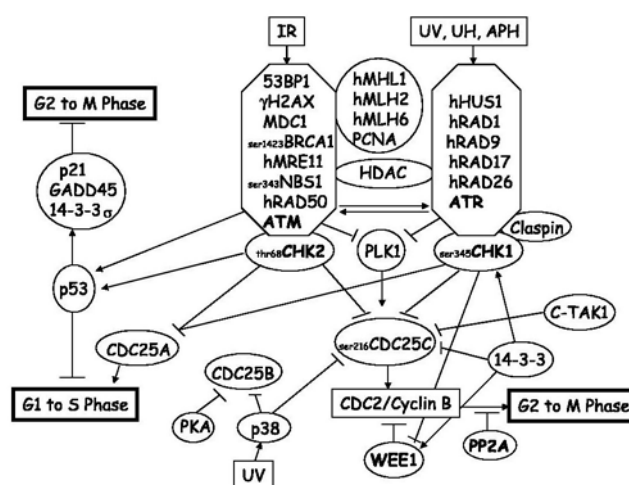 IR
UV, UH, APH
53BP1
γH2AX
MDC1
ser1423BRCA1
hMRE11
ser343NBS1
hRAD50
ATM
hMHL1
hMLH2
hMLH6
PCNA
HDAC
hHUS1
hRAD1
hRAD9
hRAD17
hRAD26
ATR
Claspin
G2 to M Phase
p21
GADD45
14-3-3σ
thr68CHK2
PLK1
ser345CHK1
p53
C-TAK1
CDC25A
ser216CDC25C
14-3-3
CDC25B
G1 to S Phase
CDC2/Cyclin B
G2 to M Phase
PKA
p38
WEE1
PP2A
UV